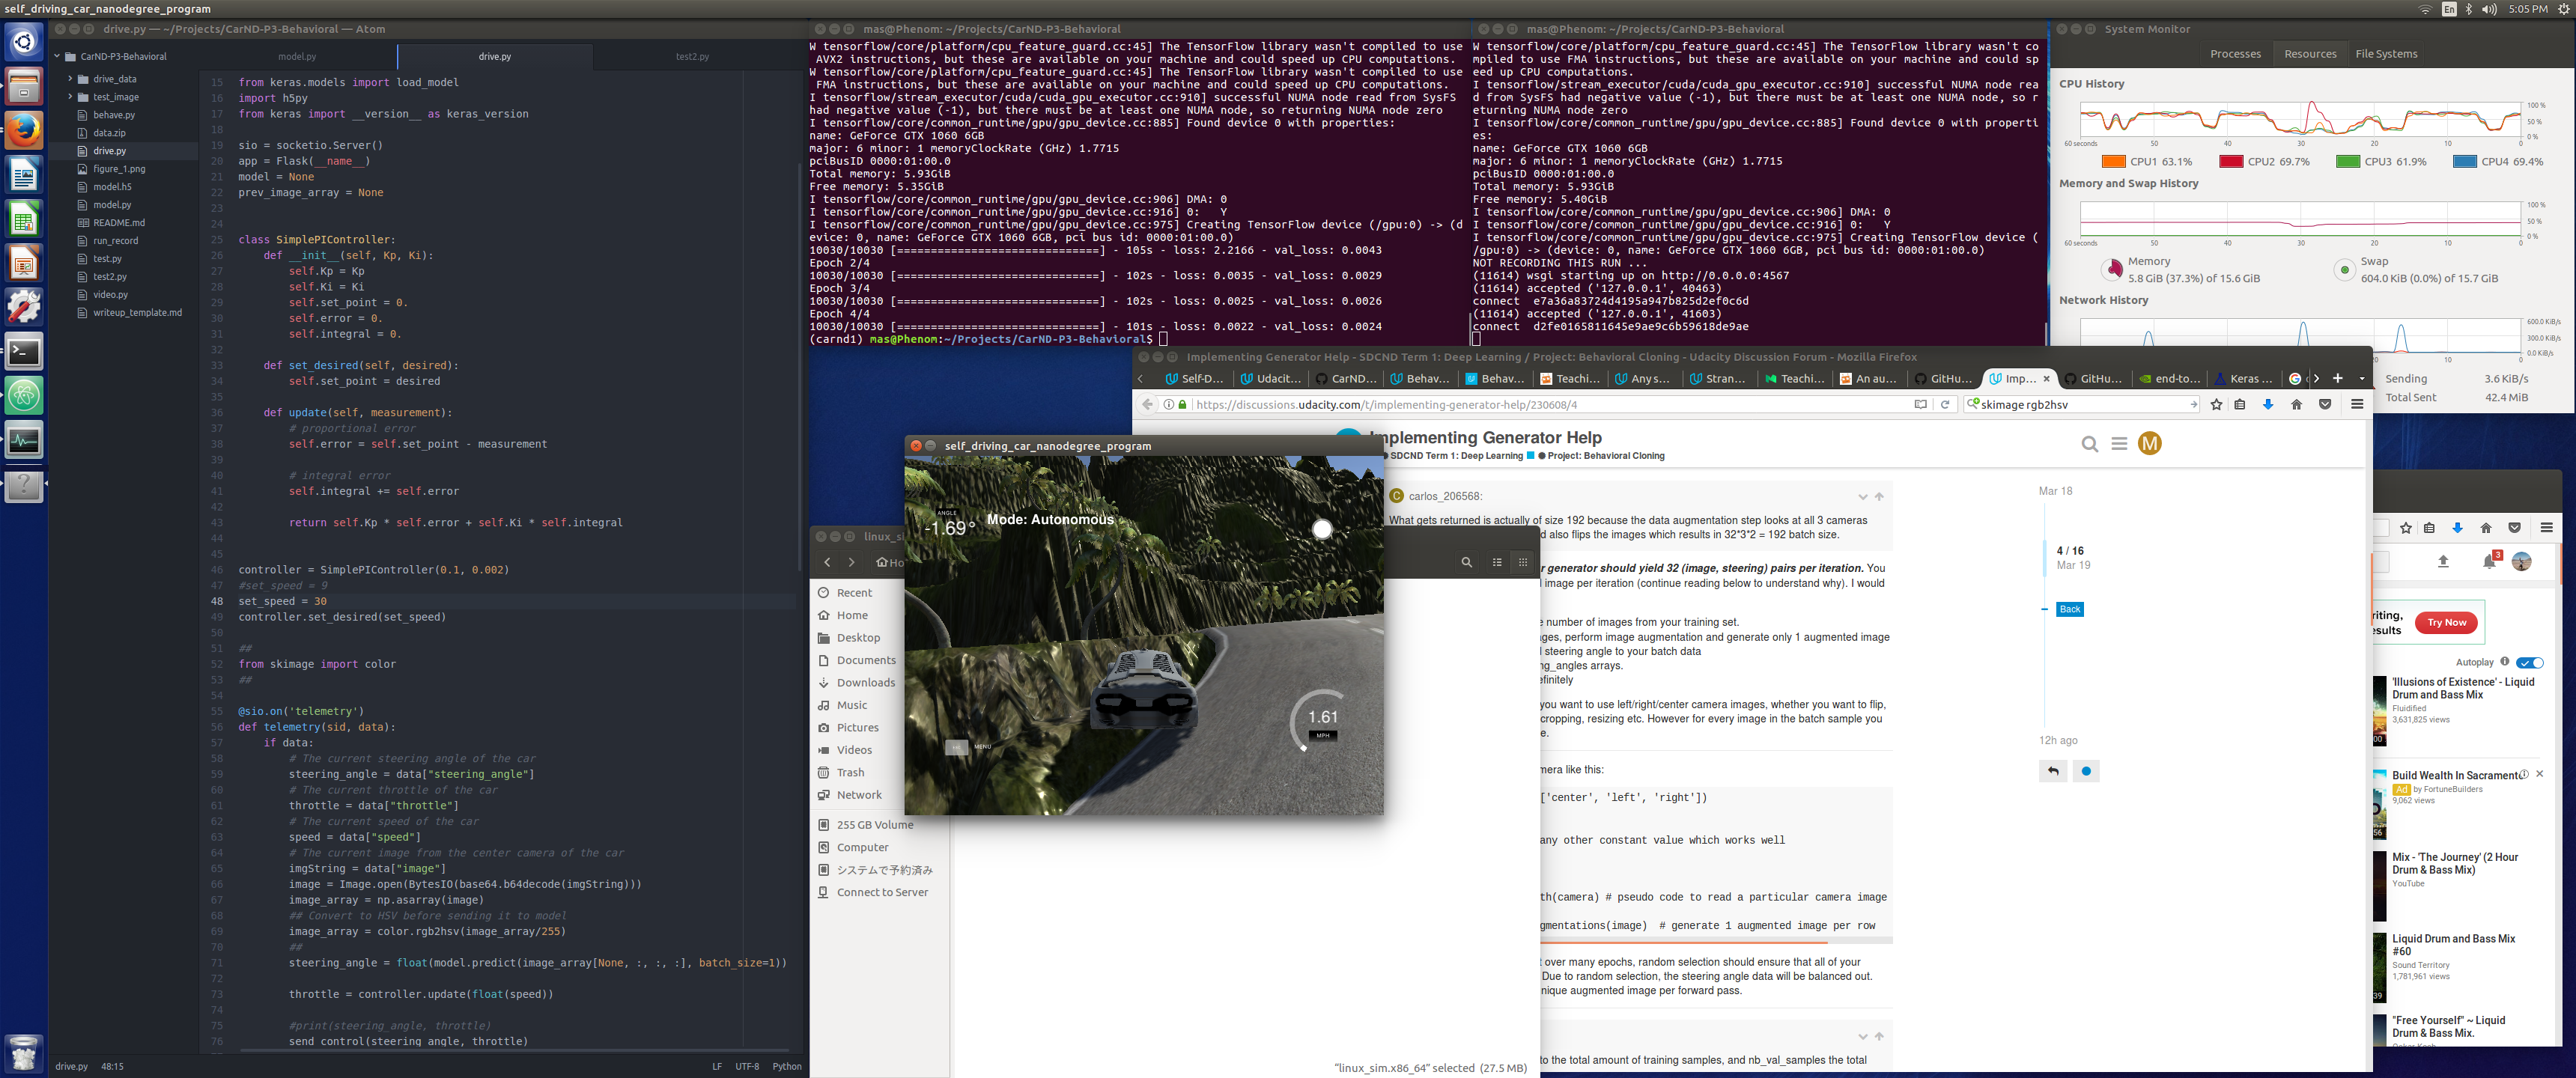 self_driving_car_nanodegree_program
En
5:05 PM
drive.py — ~/Projects/CarND-P3-Behavioral — Atom
CarND-P3-Behavioral
drive_data
test_image
behave.py
data.zip
drive.py
figure_1.png
model.h5
model.py
README.md
run_record
test.py
test2.py
video.py
writeup_template.md
model.py
drive.py
test2.py
15 from keras.models import load_model
16 import h5py
17 from keras import __version__ as keras_version
18
19 sio = socketio.Server()
20 app = Flask(__name__)
21 model = None
22 prev_image_array = None
23
24
25 class SimplePIController:
26 def __init__(self, Kp, Ki):
27 self.Kp = Kp
28 self.Ki = Ki
29 self.set_point = 0.
30 self.error = 0.
31 self.integral = 0.
32
33 def set_desired(self, desired):
34 self.set_point = desired
35
36 def update(self, measurement):
37 # proportional error
38 self.error = self.set_point - measurement
39
40 # integral error
41 self.integral += self.error
42
43 return self.Kp * self.error + self.Ki * self.integral
44
45
46 controller = SimplePIController(0.1, 0.002)
47 #set_speed = 9
48 set_speed = 30
49 controller.set_desired(set_speed)
50
51 ##
52 from skimage import color
53 ##
54
55 @sio.on('telemetry')
56 def telemetry(sid, data):
57 if data:
58 # The current steering angle of the car
59 steering_angle = data["steering_angle"]
60 # The current throttle of the car
61 throttle = data["throttle"]
62 # The current speed of the car
63 speed = data["speed"]
64 # The current image from the center camera of the car
65 imgString = data["image"]
66 image = Image.open(BytesIO(base64.b64decode(imgString)))
67 image_array = np.asarray(image)
68 ## Convert to HSV before sending it to model
69 image_array = color.rgb2hsv(image_array/255)
70 ##
71 steering_angle = float(model.predict(image_array[None, :, :, :], batch_size=1))
72
73 throttle = controller.update(float(speed))
74
75 #print(steering_angle, throttle)
76 send_control(steering_angle, throttle)
drive.py 48:15
LF UTF-8 Python
mas@Phenom: ~/Projects/CarND-P3-Behavioral
W tensorflow/core/platform/cpu_feature_guard.cc:45] The TensorFlow library wasn't compiled to use
AVX2 instructions, but these are available on your machine and could speed up CPU computations.
W tensorflow/core/platform/cpu_feature_guard.cc:45] The TensorFlow library wasn't compiled to use
FMA instructions, but these are available on your machine and could speed up CPU computations.
I tensorflow/stream_executor/cuda/cuda_gpu_executor.cc:910] successful NUMA node read from SysFS
had negative value (-1), but there must be at least one NUMA node, so returning NUMA node zero
I tensorflow/core/common_runtime/gpu/gpu_device.cc:885] Found device 0 with properties:
name: GeForce GTX 1060 6GB
major: 6 minor: 1 memoryClockRate (GHz) 1.7715
pciBusID 0000:01:00.0
Total memory: 5.93GiB
Free memory: 5.35GiB
I tensorflow/core/common_runtime/gpu/gpu_device.cc:906] DMA: 0
I tensorflow/core/common_runtime/gpu/gpu_device.cc:916] 0: Y
I tensorflow/core/common_runtime/gpu/gpu_device.cc:975] Creating TensorFlow device (/gpu:0) -> (d
evice: 0, name: GeForce GTX 1060 6GB, pci bus id: 0000:01:00.0)
10030/10030 [==============================] - 105s - loss: 2.2166 - val_loss: 0.0043
Epoch 2/4
10030/10030 [==============================] - 102s - loss: 0.0035 - val_loss: 0.0029
Epoch 3/4
10030/10030 [==============================] - 102s - loss: 0.0025 - val_loss: 0.0026
Epoch 4/4
10030/10030 [==============================] - 101s - loss: 0.0022 - val_loss: 0.0024
(carnd1) mas@Phenom:~/Projects/CarND-P3-Behavioral$
mas@Phenom: ~/Projects/CarND-P3-Behavioral
W tensorflow/core/platform/cpu_feature_guard.cc:45] The TensorFlow library wasn't co
mpiled to use FMA instructions, but these are available on your machine and could sp
eed up CPU computations.
I tensorflow/stream_executor/cuda/cuda_gpu_executor.cc:910] successful NUMA node rea
d from SysFS had negative value (-1), but there must be at least one NUMA node, so r
eturning NUMA node zero
I tensorflow/core/common_runtime/gpu/gpu_device.cc:885] Found device 0 with properti
es:
name: GeForce GTX 1060 6GB
major: 6 minor: 1 memoryClockRate (GHz) 1.7715
pciBusID 0000:01:00.0
Total memory: 5.93GiB
Free memory: 5.40GiB
I tensorflow/core/common_runtime/gpu/gpu_device.cc:906] DMA: 0
I tensorflow/core/common_runtime/gpu/gpu_device.cc:916] 0: Y
I tensorflow/core/common_runtime/gpu/gpu_device.cc:975] Creating TensorFlow device (
/gpu:0) -> (device: 0, name: GeForce GTX 1060 6GB, pci bus id: 0000:01:00.0)
NOT RECORDING THIS RUN ...
(11614) wsgi starting up on http://0.0.0.0:4567
(11614) accepted ('127.0.0.1', 40463)
connect e7a36a83724d4195a947b825d2ef0c6d
(11614) accepted ('127.0.0.1', 41603)
connect d2fe0165811645e9ae9c6b59618de9ae
System Monitor
Processes Resources File Systems
CPU History
100 %
50 %
0 %
60 seconds 50 40 30 20 10 0
CPU1 63.1% CPU2 69.7% CPU3 61.9% CPU4 69.4%
Memory and Swap History
100 %
50 %
0 %
60 seconds 50 40 30 20 10 0
Memory
5.8 GiB (37.3%) of 15.6 GiB
Swap
604.0 KiB (0.0%) of 15.7 GiB
Network History
600.0 KiB/s
300.0 KiB/s
0.0 KiB/s
20 10 0
Sending 3.6 KiB/s
Total Sent 42.4 MiB
Implementing Generator Help - SDCND Term 1: Deep Learning / Project: Behavioral Cloning - Udacity Discussion Forum - Mozilla Firefox
Self-D... Udacit... CarND... Behav... Behav... Teachi... Any s... Stran... Teachi... An au... GitHu... Imp... GitHu... end-to... Keras ...
https://discussions.udacity.com/t/implementing-generator-help/230608/4
skimage rgb2hsv
Implementing Generator Help
SDCND Term 1: Deep Learning Project: Behavioral Cloning
M
C carlos_206568:
What gets returned is actually of size 192 because the data augmentation step looks at all 3 cameras
d also flips the images which results in 32*3*2 = 192 batch size.
r generator should yield 32 (image, steering) pairs per iteration. You
image per iteration (continue reading below to understand why). I would
e number of images from your training set.
ges, perform image augmentation and generate only 1 augmented image
l steering angle to your batch data
ng_angles arrays.
efinitely
you want to use left/right/center camera images, whether you want to flip,
cropping, resizing etc. However for every image in the batch sample you
e.
mera like this:
['center', 'left', 'right'])
any other constant value which works well
th(camera) # pseudo code to read a particular camera image
gmentations(image) # generate 1 augmented image per row
t over many epochs, random selection should ensure that all of your
Due to random selection, the steering angle data will be balanced out.
nique augmented image per forward pass.
to the total amount of training samples, and nb_val_samples the total
Mar 18
4 / 16
Mar 19
Back
12h ago
self_driving_car_nanodegree_program
ANGLE
-1.69°
Mode: Autonomous
1.61
MPH
MENU
linux_si
Ho
Recent
Home
Desktop
Documents
Downloads
Music
Pictures
Videos
Trash
Network
255 GB Volume
Computer
システムで予約済み
Connect to Server
"linux_sim.x86_64" selected (27.5 MB)
3
riting,
esults
Try Now
Autoplay
'Illusions of Existence' - Liquid
Drum and Bass Mix
Fluidified
3,631,825 views
00
Build Wealth In Sacramento
Ad by FortuneBuilders
9,062 views
56
Mix - 'The Journey' (2 Hour
Drum & Bass Mix)
YouTube
Liquid Drum and Bass Mix
#60
Sound Territory
1,781,961 views
39
"Free Yourself" ~ Liquid
Drum & Bass Mix.